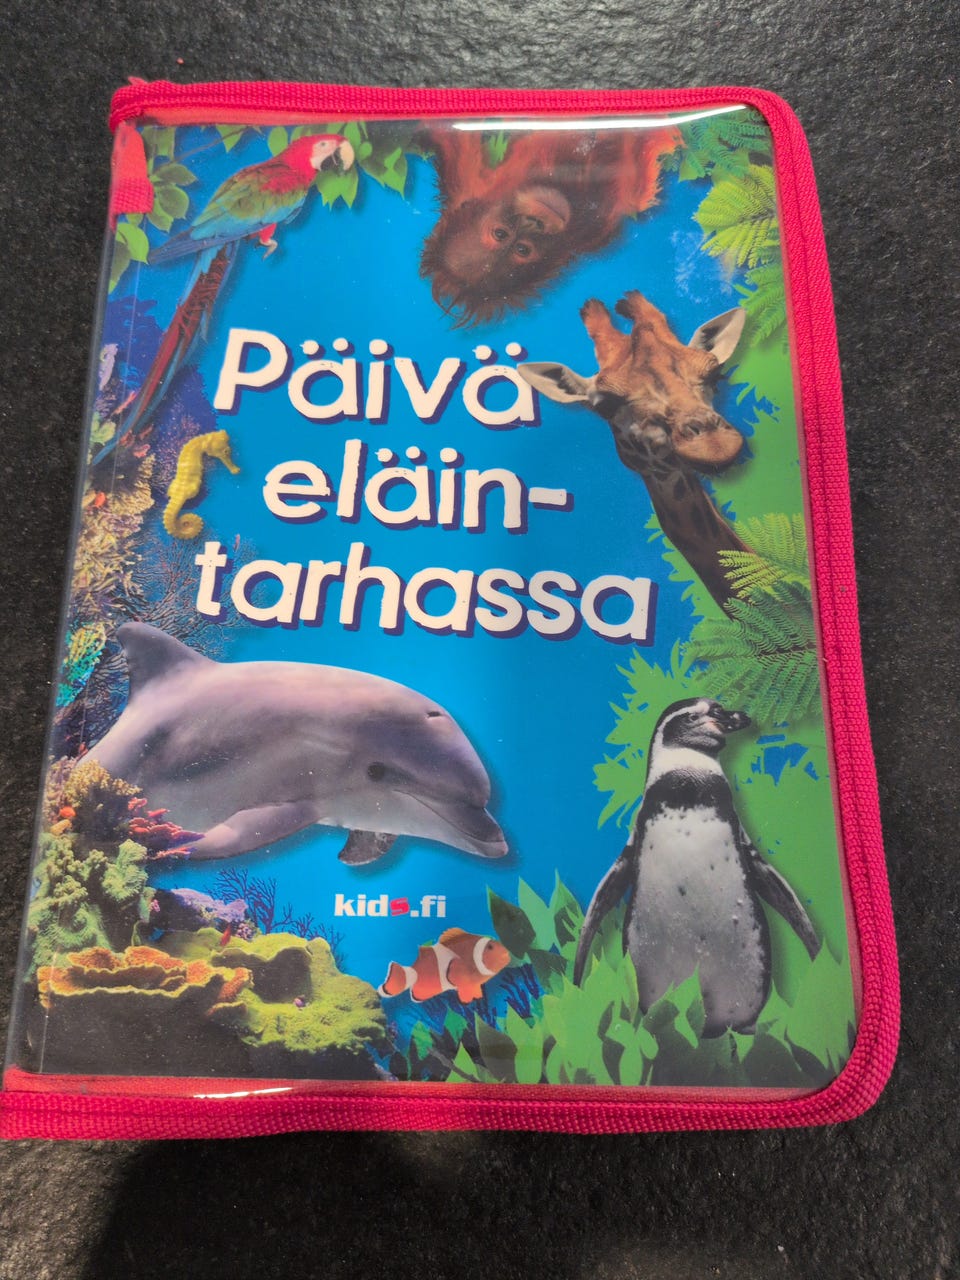 Päivä
eläin-
tarhassa
kids.fi